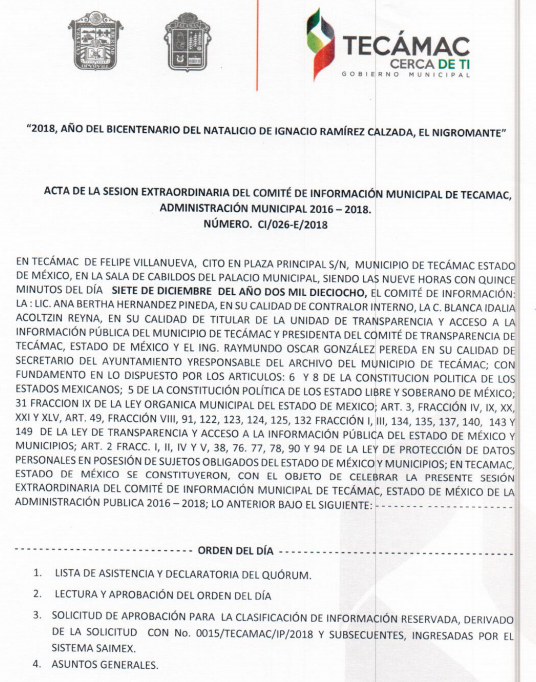 TECÁMAC
CERCA DE TI
GOBIERNO MUNICIPAL
"2018, AÑO DEL BICENTENARIO DEL NATALICIO DE IGNACIO RAMÍREZ CALZADA, EL NIGROMANTE"
ACTA DE LA SESION EXTRAORDINARIA DEL COMITÉ DE INFORMACIÓN MUNICIPAL DE TECAMAC,
ADMINISTRACIÓN MUNICIPAL 2016 – 2018.
NÚMERO. CI/026-E/2018
EN TECÁMAC DE FELIPE VILLANUEVA, CITO EN PLAZA PRINCIPAL S/N, MUNICIPIO DE TECÁMAC ESTADO
DE MÉXICO, EN LA SALA DE CABILDOS DEL PALACIO MUNICIPAL, SIENDO LAS NUEVE HORAS CON QUINCE
MINUTOS DEL DÍA SIETE DE DICIEMBRE DEL AÑO DOS MIL DIECIOCHO, EL COMITÉ DE INFORMACIÓN:
LA : LIC. ANA BERTHA HERNANDEZ PINEDA, EN SU CALIDAD DE CONTRALOR INTERNO, LA C. BLANCA IDALIA
ACOLTZIN REYNA, EN SU CALIDAD DE TITULAR DE LA UNIDAD DE TRANSPARENCIA Y ACCESO A LA
INFORMACIÓN PÚBLICA DEL MUNICIPIO DE TECÁMAC Y PRESIDENTA DEL COMITÉ DE TRANSPARENCIA DE
TECÁMAC, ESTADO DE MÉXICO Y EL ING. RAYMUNDO OSCAR GONZÁLEZ PEREDA EN SU CALIDAD DE
SECRETARIO DEL AYUNTAMIENTO YRESPONSABLE DEL ARCHIVO DEL MUNICIPIO DE TECÁMAC; CON
FUNDAMENTO EN LO DISPUESTO POR LOS ARTICULOS: 6 Y 8 DE LA CONSTITUCION POLITICA DE LOS
ESTADOS MEXICANOS; 5 DE LA CONSTITUCIÓN POLÍTICA DE LOS ESTADO LIBRE Y SOBERANO DE MÉXICO;
31 FRACCION IX DE LA LEY ORGANICA MUNICIPAL DEL ESTADO DE MEXICO; ART. 3, FRACCIÓN IV, IX, XX,
XXI Y XLV, ART. 49, FRACCIÓN VIII, 91, 122, 123, 124, 125, 132 FRACCIÓN I, III, 134, 135, 137, 140, 143 Y
149 DE LA LEY DE TRANSPARENCIA Y ACCESO A LA INFORMACIÓN PÚBLICA DEL ESTADO DE MÉXICO Y
MUNICIPIOS; ART. 2 FRACC. I, II, IV Y V, 38, 76. 77, 78, 90 Y 94 DE LA LEY DE PROTECCIÓN DE DATOS
PERSONALES EN POSESIÓN DE SUJETOS OBLIGADOS DEL ESTADO DE MÉXICO Y MUNICIPIOS; EN TECAMAC,
ESTADO DE MÉXICO SE CONSTITUYERON, CON EL OBJETO DE CELEBRAR LA PRESENTE SESIÓN
EXTRAORDINARIA DEL COMITÉ DE INFORMACIÓN MUNICIPAL DE TECÁMAC, ESTADO DE MÉXICO DE LA
ADMINISTRACIÓN PUBLICA 2016 – 2018; LO ANTERIOR BAJO EL SIGUIENTE: - - - - - - - - - - - - - - - - - - - -
- - - - - - - - - - - - - - - - - - - - - - - - - - ORDEN DEL DÍA - - - - - - - - - - - - - - - - - - - - - - - - - - - - - - - - - -
1. LISTA DE ASISTENCIA Y DECLARATORIA DEL QUÓRUM.
2. LECTURA Y APROBACIÓN DEL ORDEN DEL DÍA
3. SOLICITUD DE APROBACIÓN PARA LA CLASIFICACIÓN DE INFORMACIÓN RESERVADA, DERIVADO
DE LA SOLICITUD CON No. 0015/TECAMAC/IP/2018 Y SUBSECUENTES, INGRESADAS POR EL
SISTEMA SAIMEX.
4. ASUNTOS GENERALES.